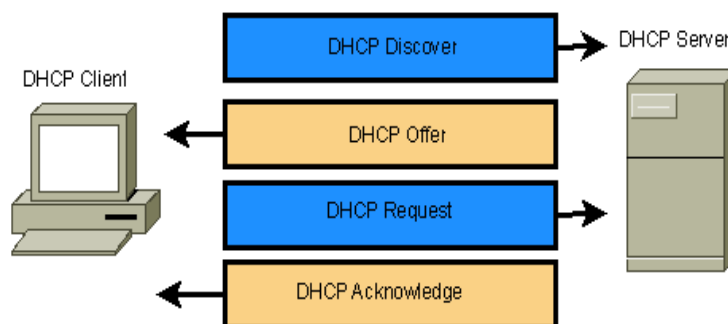 DHCP Discover
DHCP Server
DHCP Client
DHCP Offer
DHCP Request
DHCP Acknowledge